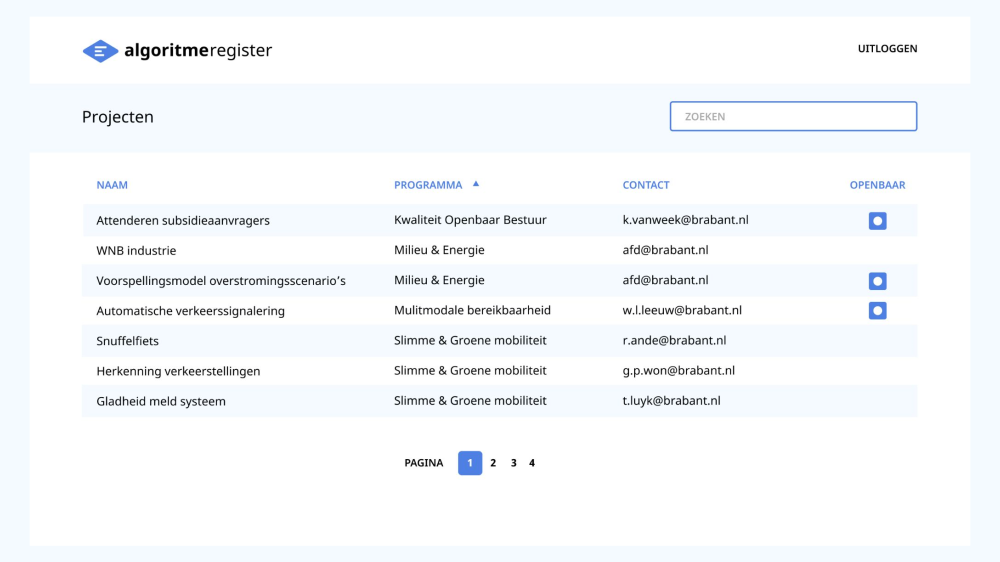 algoritmeregister
UITLOGGEN
Projecten
ZOEKEN
NAAM PROGRAMMA ▲ CONTACT OPENBAAR
Attenderen subsidieaanvragers Kwaliteit Openbaar Bestuur k.vanweek@brabant.nl
WNB industrie Milieu & Energie afd@brabant.nl
Voorspellingsmodel overstromingsscenario’s Milieu & Energie afd@brabant.nl
Automatische verkeerssignalering Mulitmodale bereikbaarheid w.l.leeuw@brabant.nl
Snuffelfiets Slimme & Groene mobiliteit r.ande@brabant.nl
Herkenning verkeerstellingen Slimme & Groene mobiliteit g.p.won@brabant.nl
Gladheid meld systeem Slimme & Groene mobiliteit t.luyk@brabant.nl
PAGINA 1 2 3 4